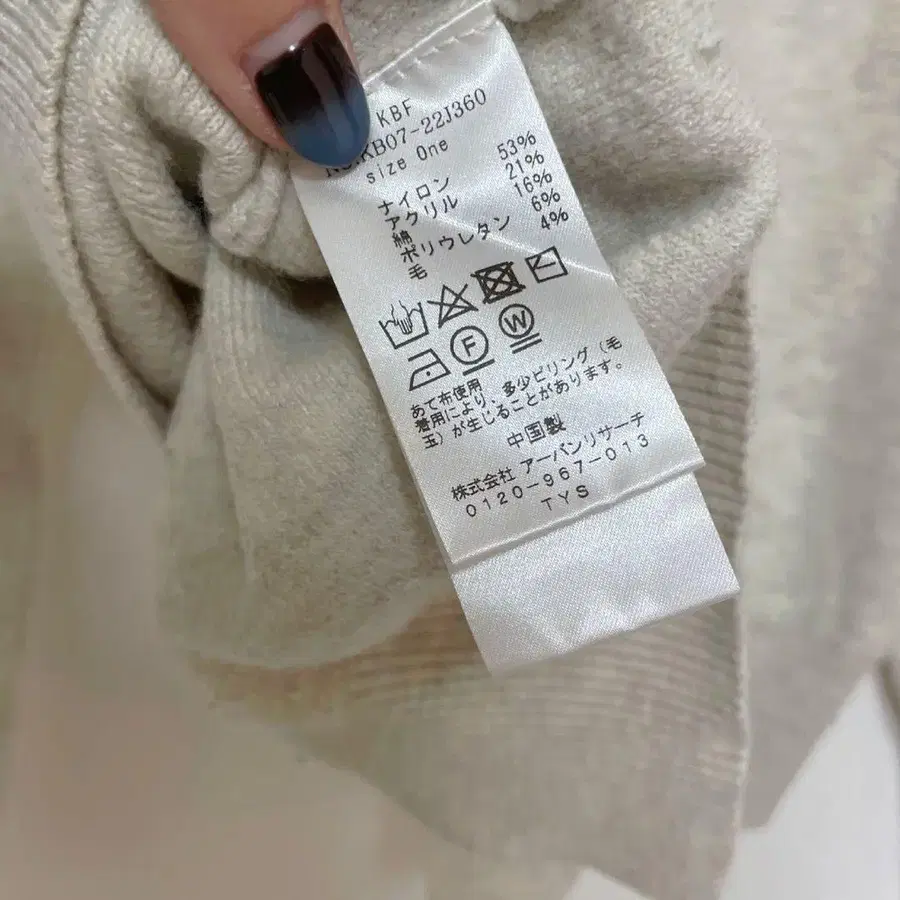 KBF
KB07-22J360
size One
ナイロン 53%
アクリル 21%
綿 16%
ポリウレタン 6%
毛 4%
F W
あて布使用
着用により、多少ピリング（毛
玉）が生じることがあります。
中国製
株式会社 アーバンリサーチ
0120-967-013
TYS